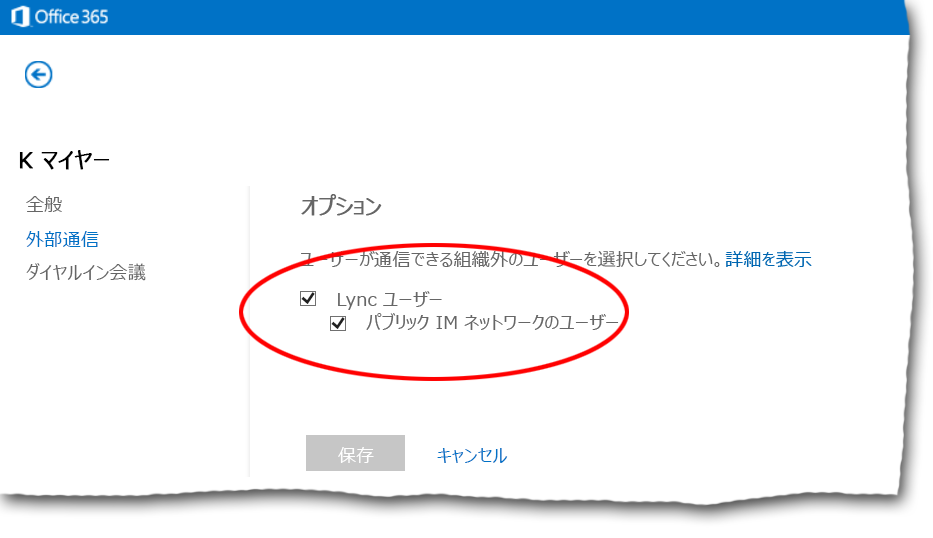 Office 365
K マイヤー
全般
外部通信
ダイヤルイン会議
オプション
ユーザーが通信できる組織外のユーザーを選択してください。詳細を表示
Lync ユーザー
パブリック IM ネットワークのユーザー
保存 キャンセル